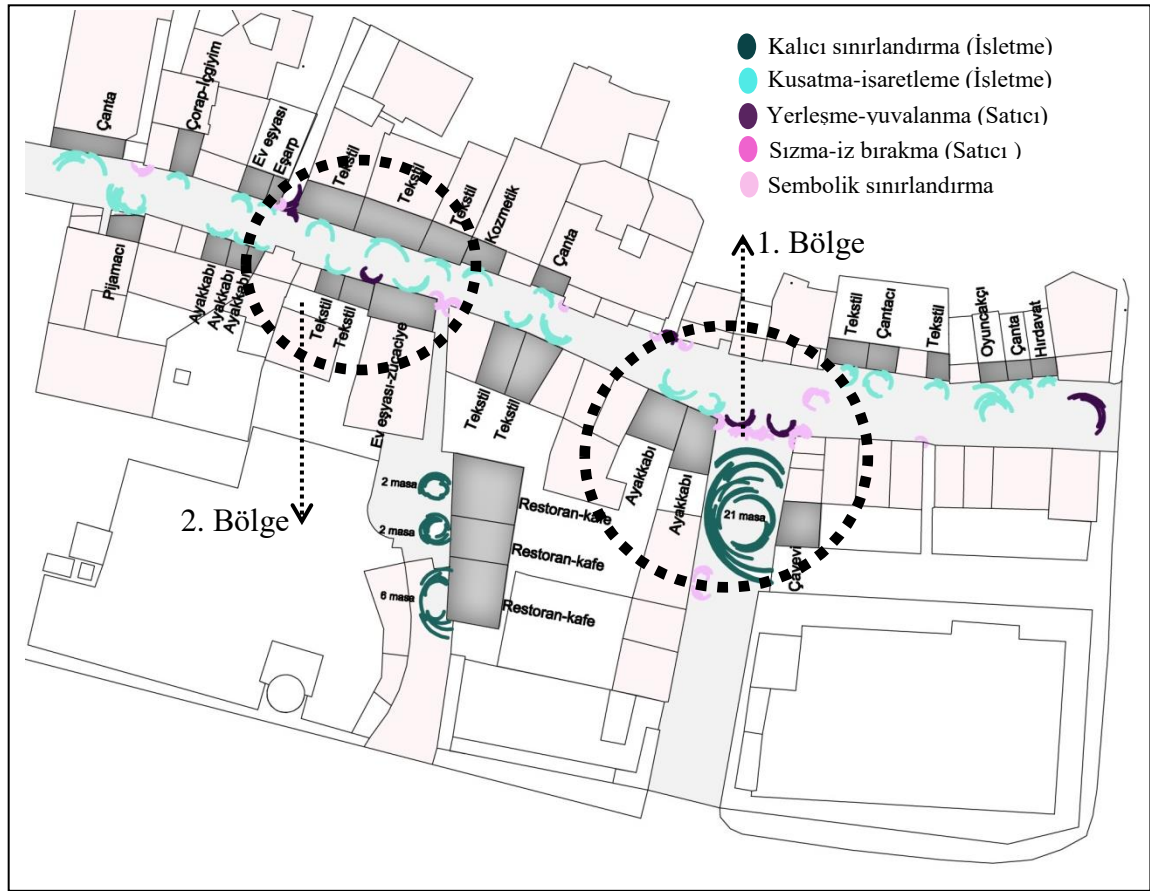 Kalıcı sınırlandırma (İşletme)
Kusatma-isaretleme (İşletme)
Yerleşme-yuvalanma (Satıcı)
Sızma-iz bırakma (Satıcı )
Sembolik sınırlandırma
1. Bölge
2. Bölge
Çanta
Çorap-İçgiyim
Ev eşyası
Eşarp
Tekstil
Tekstil
Tekstil
Kozmetik
Çanta
Tekstil
Çantacı
Tekstil
Oyuncakçı
Çanta
Hırdavat
Pijamacı
Ayakkabı
Ayakkabı
Ayakkabı
Tekstil
Tekstil
Ev eşyası-züccaciye
Tekstil
Tekstil
Ayakkabı
Ayakkabı
21 masa
Çayevi
2 masa
2 masa
6 masa
Restoran-kafe
Restoran-kafe
Restoran-kafe